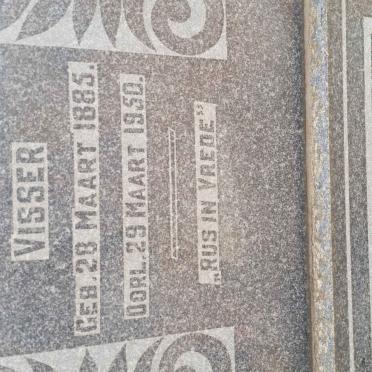 VISSER
GEB. 28 MAART 1885.
OORL. 29 MAART 1950.
„RUS IN VREDE"